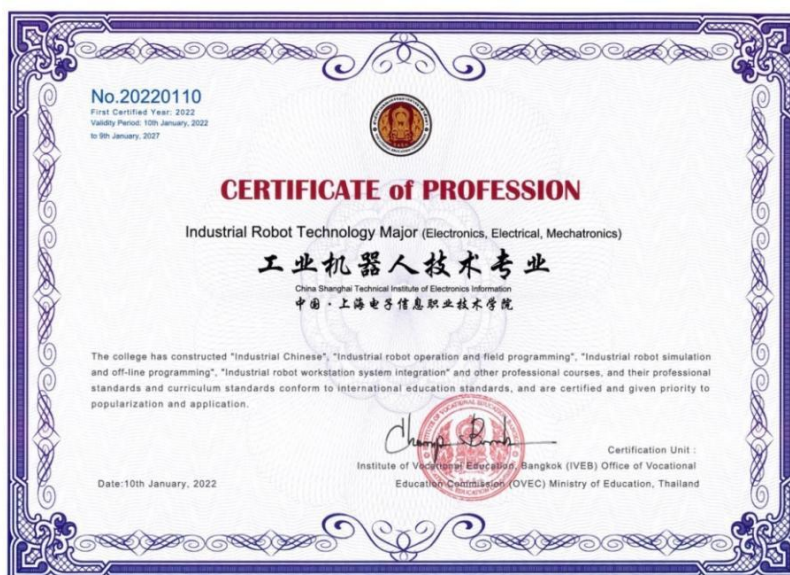 No.20220110
First Certified Year: 2022
Validity Period: 10th January, 2022
to 9th January, 2027
CERTIFICATE of PROFESSION
Industrial Robot Technology Major (Electronics, Electrical, Mechatronics)
工业机器人技术专业
China Shanghai Technical Institute of Electronics Information
中国·上海电子信息职业技术学院
The college has constructed "Industrial Chinese", "Industrial robot operation and field programming", "Industrial robot simulation
and off-line programming", "Industrial robot workstation system integration" and other professional courses, and their professional
standards and curriculum standards conform to international education standards, and are certified and given priority to
popularization and application.
Certification Unit :
Institute of Vocational Education, Bangkok (IVEB) Office of Vocational
Date:10th January, 2022
Education Commission (OVEC) Ministry of Education, Thailand